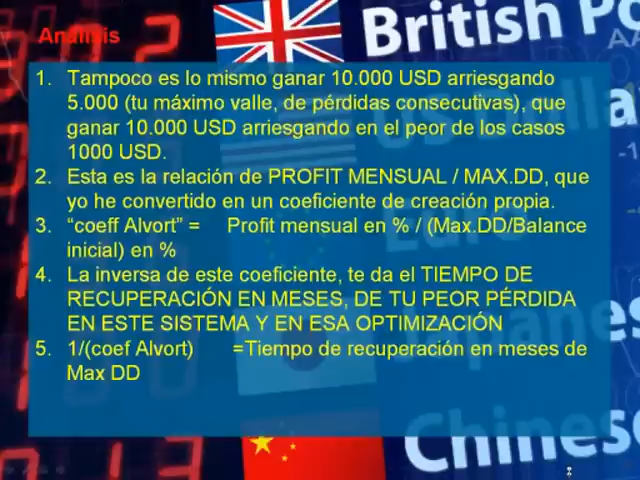 British Po
Análisis
1. Tampoco es lo mismo ganar 10.000 USD arriesgando
5.000 (tu máximo valle, de pérdidas consecutivas), que
ganar 10.000 USD arriesgando en el peor de los casos
1000 USD.
2. Esta es la relación de PROFIT MENSUAL / MAX.DD, que
yo he convertido en un coeficiente de creación propia.
3. “coeff Alvort” = Profit mensual en % / (Max.DD/Balance
inicial) en %
4. La inversa de este coeficiente, te da el TIEMPO DE
RECUPERACIÓN EN MESES, DE TU PEOR PÉRDIDA
EN ESTE SISTEMA Y EN ESA OPTIMIZACIÓN
5. 1/(coef Alvort) =Tiempo de recuperación en meses de
Max DD
US Dolla
Euro
Japanes
Chinese